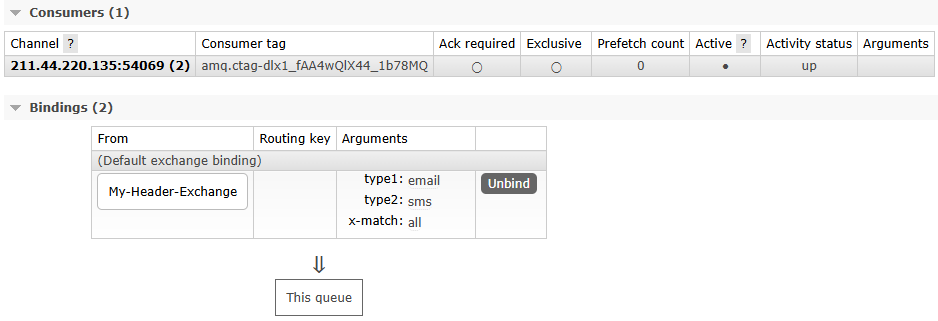 Consumers (1)
Channel ? Consumer tag Ack required Exclusive Prefetch count Active ? Activity status Arguments
211.44.220.135:54069 (2) amq.ctag-dlx1_fAA4wQlX44_1b78MQ ○ ○ 0 ● up
Bindings (2)
From Routing key Arguments
(Default exchange binding)
My-Header-Exchange type1: email Unbind
type2: sms
x-match: all
⇓
This queue